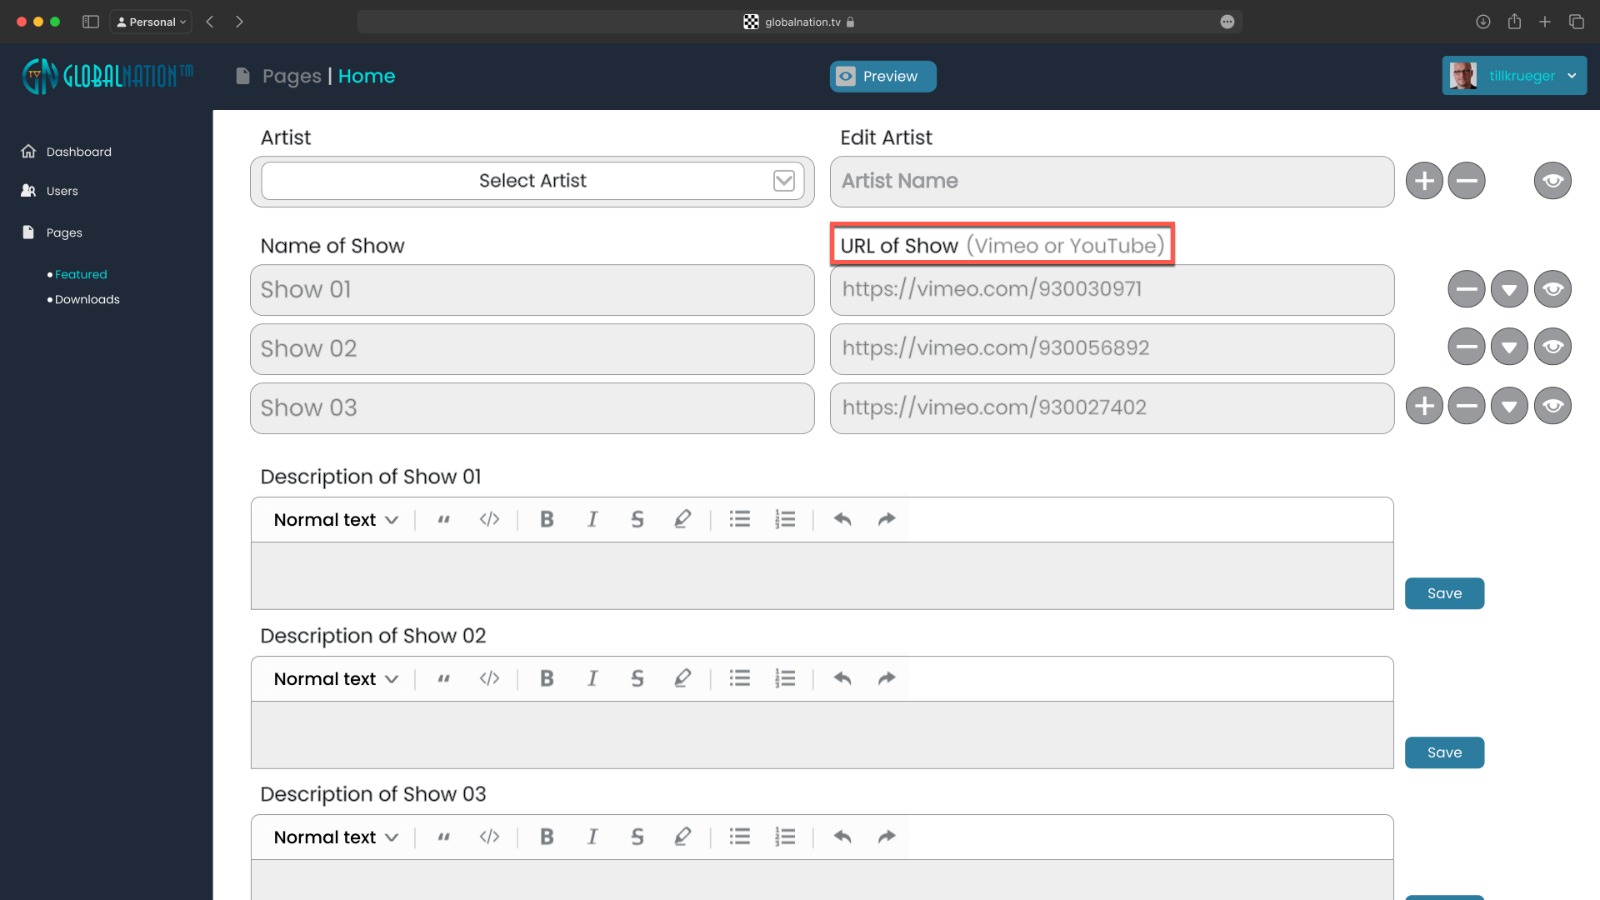 Personal
globalnation.tv
TV GLOBALNATION™
Pages | Home
Preview
tillkrueger
Dashboard
Users
Pages
Featured
Downloads
Artist
Edit Artist
Select Artist
Artist Name
Name of Show
URL of Show (Vimeo or YouTube)
Show 01
https://vimeo.com/930030971
Show 02
https://vimeo.com/930056892
Show 03
https://vimeo.com/930027402
Description of Show 01
Normal text “ </> B I S
Save
Description of Show 02
Normal text “ </> B I S
Save
Description of Show 03
Normal text “ </> B I S